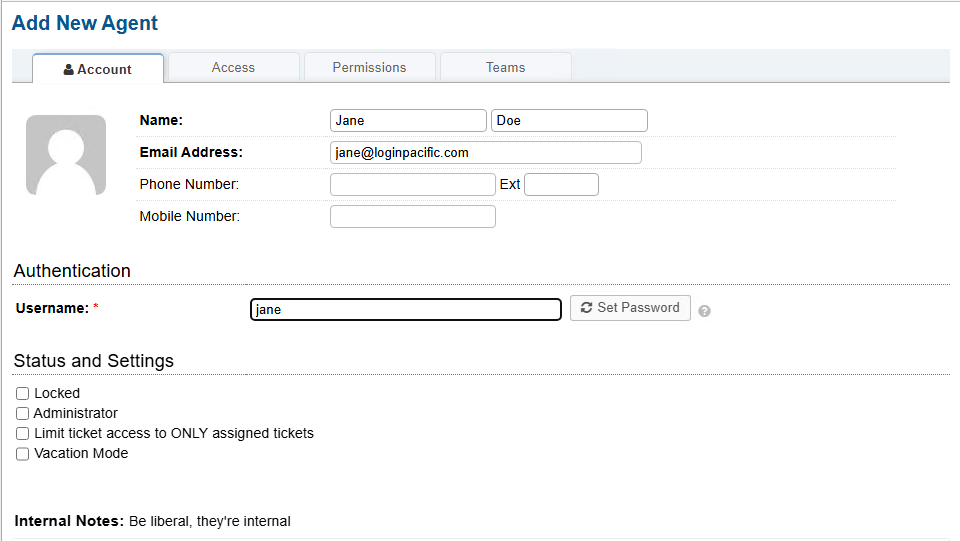 Add New Agent
Account Access Permissions Teams
Name: Jane Doe
Email Address: jane@loginpacific.com
Phone Number: Ext
Mobile Number:
Authentication
Username: * jane Set Password ?
Status and Settings
Locked
Administrator
Limit ticket access to ONLY assigned tickets
Vacation Mode
Internal Notes: Be liberal, they're internal